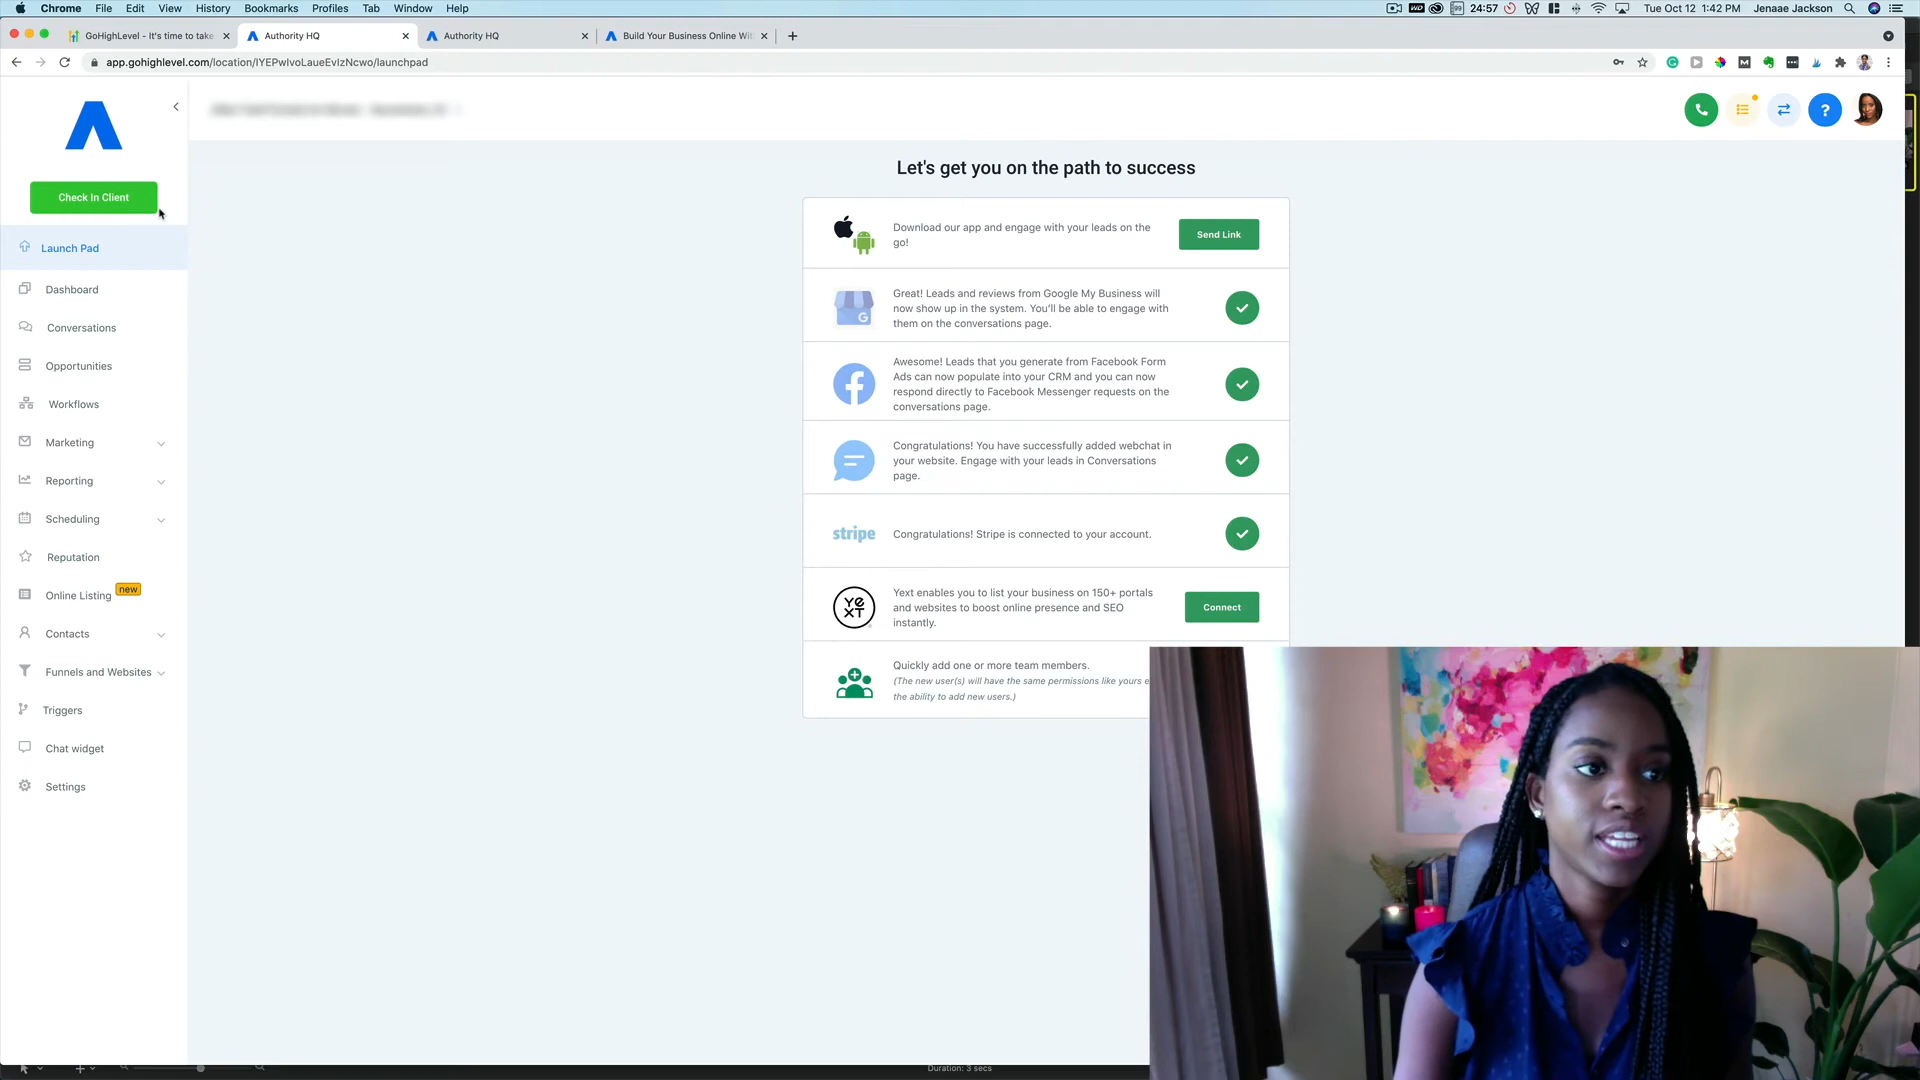 Chrome File Edit View History Bookmarks Profiles Tab Window Help 24:57 Tue Oct 12 1:42 PM Jenaae Jackson
GoHighLevel - It's time to take Authority HQ Authority HQ Build Your Business Online Wit
app.gohighlevel.com/location/IYEPwIvoLaueEvIzNcwo/launchpad
Check In Client
Launch Pad
Dashboard
Conversations
Opportunities
Workflows
Marketing
Reporting
Scheduling
Reputation
Online Listing new
Contacts
Funnels and Websites
Triggers
Chat widget
Settings
?
Let's get you on the path to success
Download our app and engage with your leads on the
go!
Send Link
G
Great! Leads and reviews from Google My Business will
now show up in the system. You'll be able to engage with
them on the conversations page.
Awesome! Leads that you generate from Facebook Form
Ads can now populate into your CRM and you can now
respond directly to Facebook Messenger requests on the
conversations page.
Congratulations! You have successfully added webchat in
your website. Engage with your leads in Conversations
page.
stripe
Congratulations! Stripe is connected to your account.
YEXT
Yext enables you to list your business on 150+ portals
and websites to boost online presence and SEO
instantly.
Connect
Quickly add one or more team members.
(The new user(s) will have the same permissions like yours e
the ability to add new users.)
Duration: 3 secs